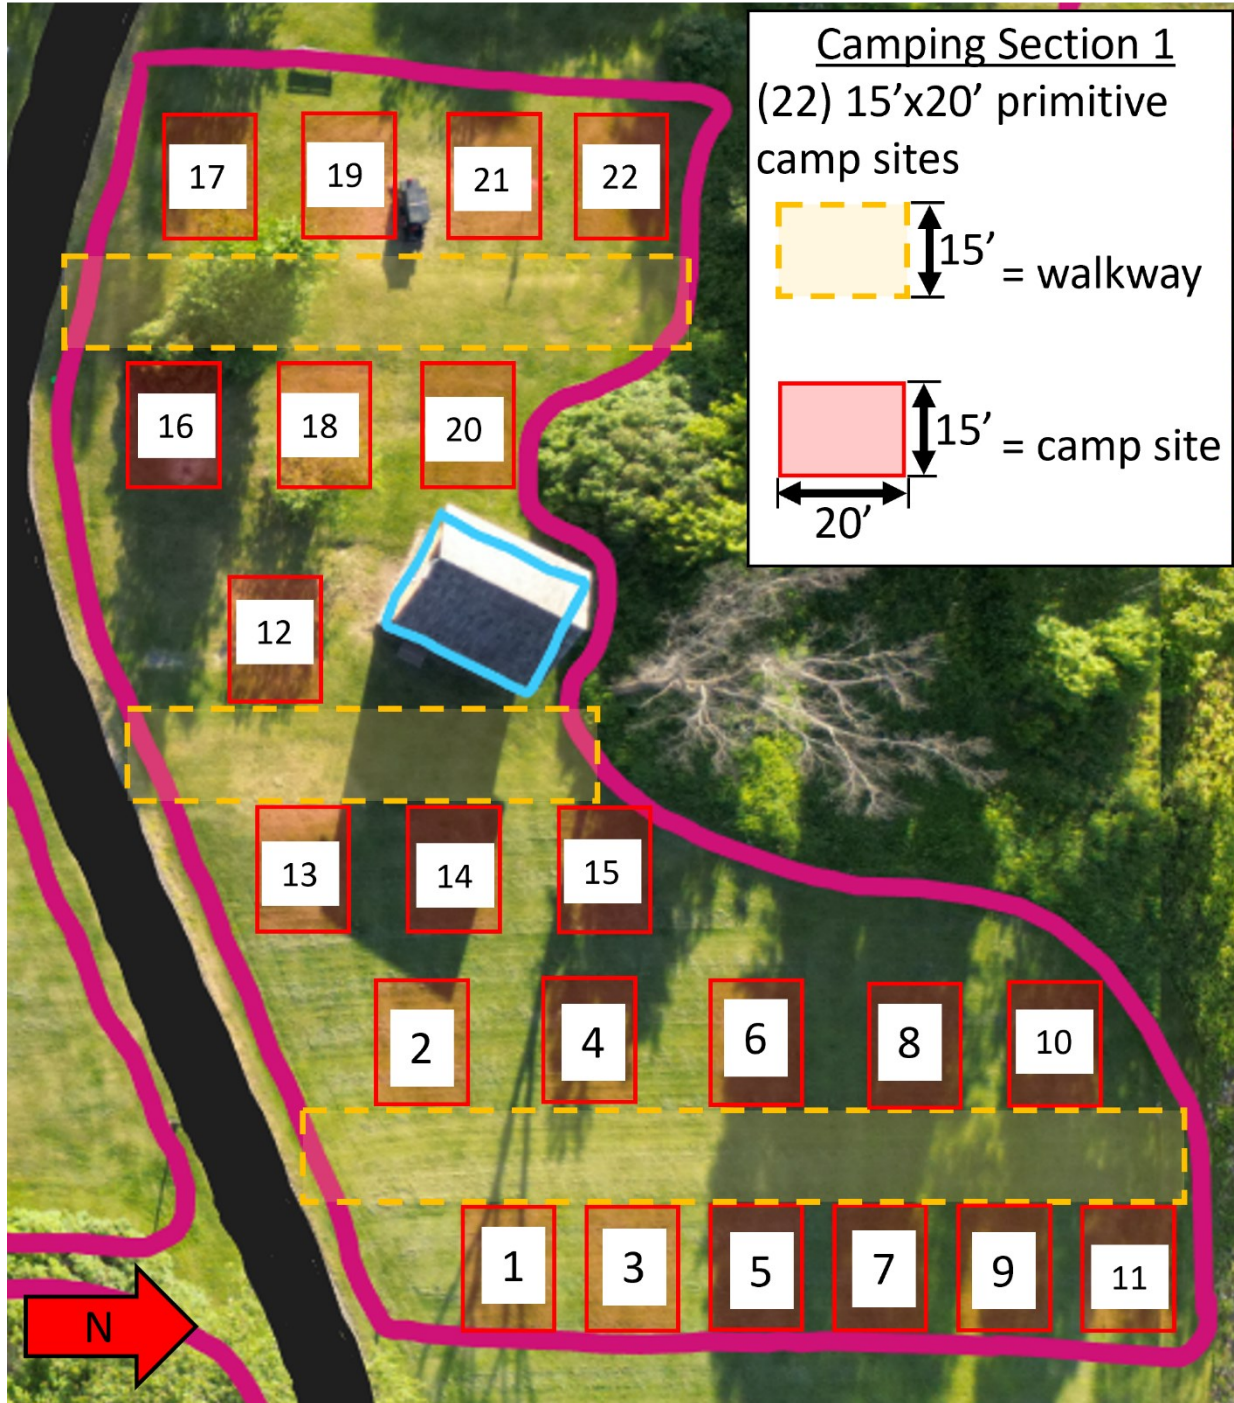 Camping Section 1
(22) 15’x20’ primitive
camp sites
15’ = walkway
15’ = camp site
20’
17 19 21 22
16 18 20
12
13 14 15
2 4 6 8 10
1 3 5 7 9 11
N